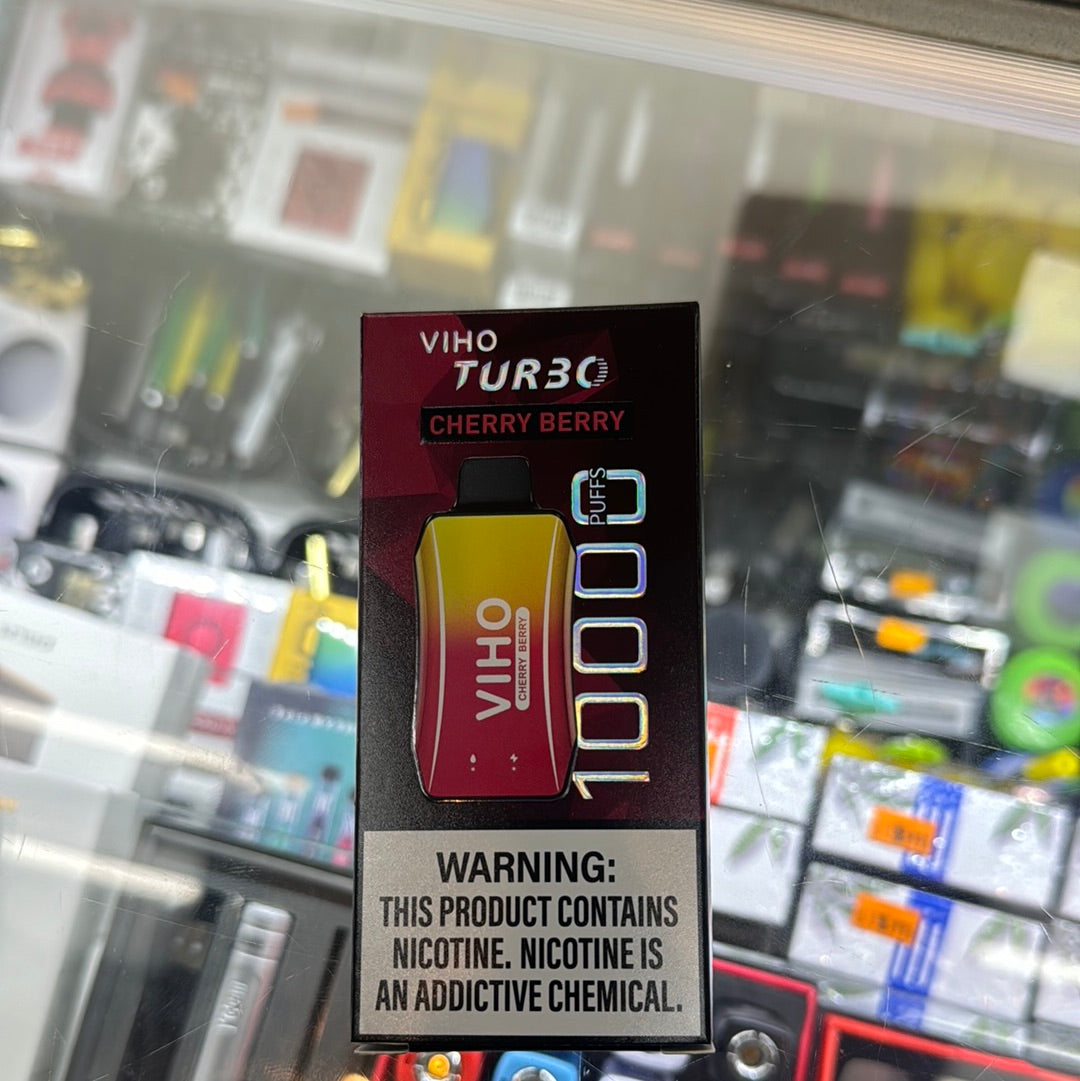 VIHO
TURBO
CHERRY BERRY
10000
PUFFS
VIHO
CHERRY BERRY
WARNING:
THIS PRODUCT CONTAINS
NICOTINE. NICOTINE IS
AN ADDICTIVE CHEMICAL.
Yocan